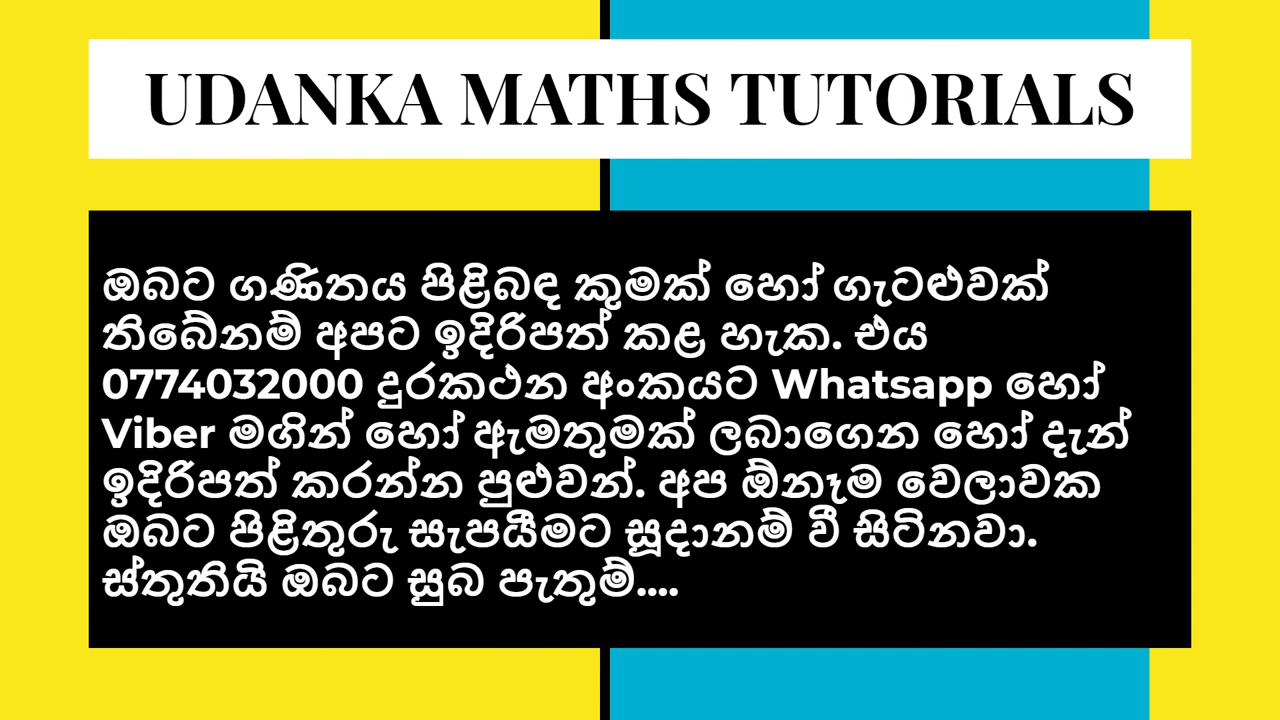 UDANKA MATHS TUTORIALS
ඔබට ගණිතය පිළිබඳ කුමක් හෝ ගැටළුවක්
තිබේනම් අපට ඉදිරිපත් කළ හැක. එය
0774032000 දුරකථන අංකයට Whatsapp හෝ
Viber මගින් හෝ ඇමතුමක් ලබාගෙන හෝ දැන්
ඉදිරිපත් කරන්න පුළුවන්. අප ඕනෑම වෙලාවක
ඔබට පිළිතුරු සැපයීමට සූදානම් වී සිටිනවා.
ස්තුතියි ඔබට සුබ පැතුම්....